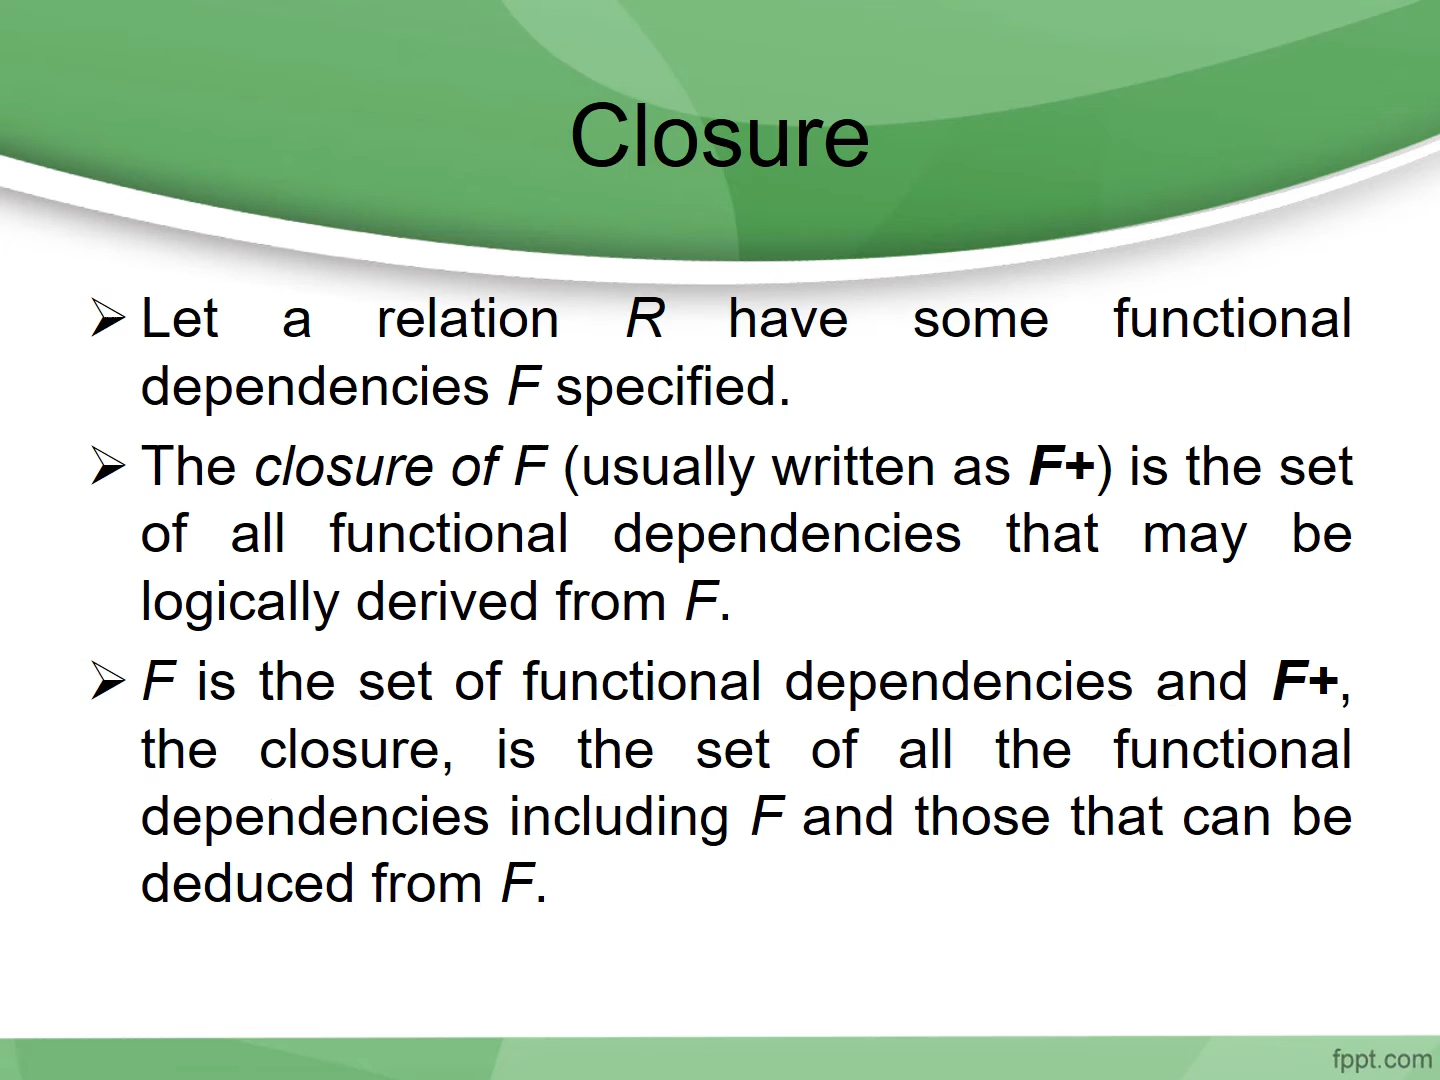 Closure
➢ Let a relation R have some functional
dependencies F specified.
➢ The closure of F (usually written as F+) is the set
of all functional dependencies that may be
logically derived from F.
➢ F is the set of functional dependencies and F+,
the closure, is the set of all the functional
dependencies including F and those that can be
deduced from F.
fppt.com